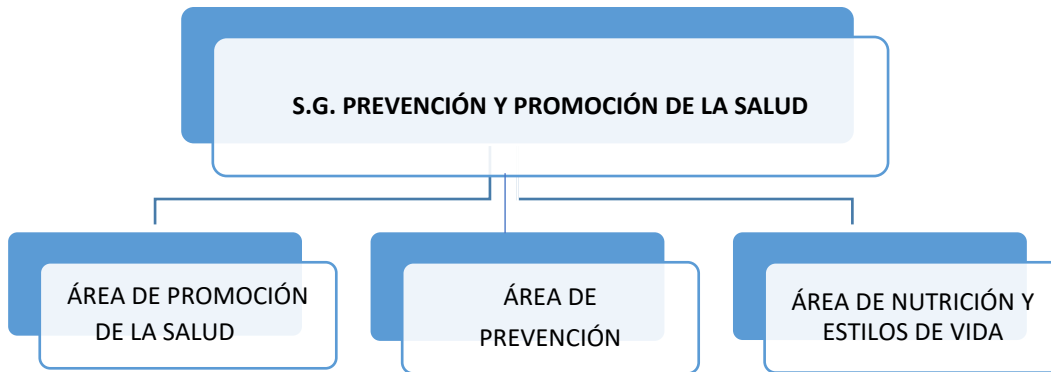 S.G. PREVENCIÓN Y PROMOCIÓN DE LA SALUD
ÁREA DE PROMOCIÓN
DE LA SALUD
ÁREA DE
PREVENCIÓN
ÁREA DE NUTRICIÓN Y
ESTILOS DE VIDA